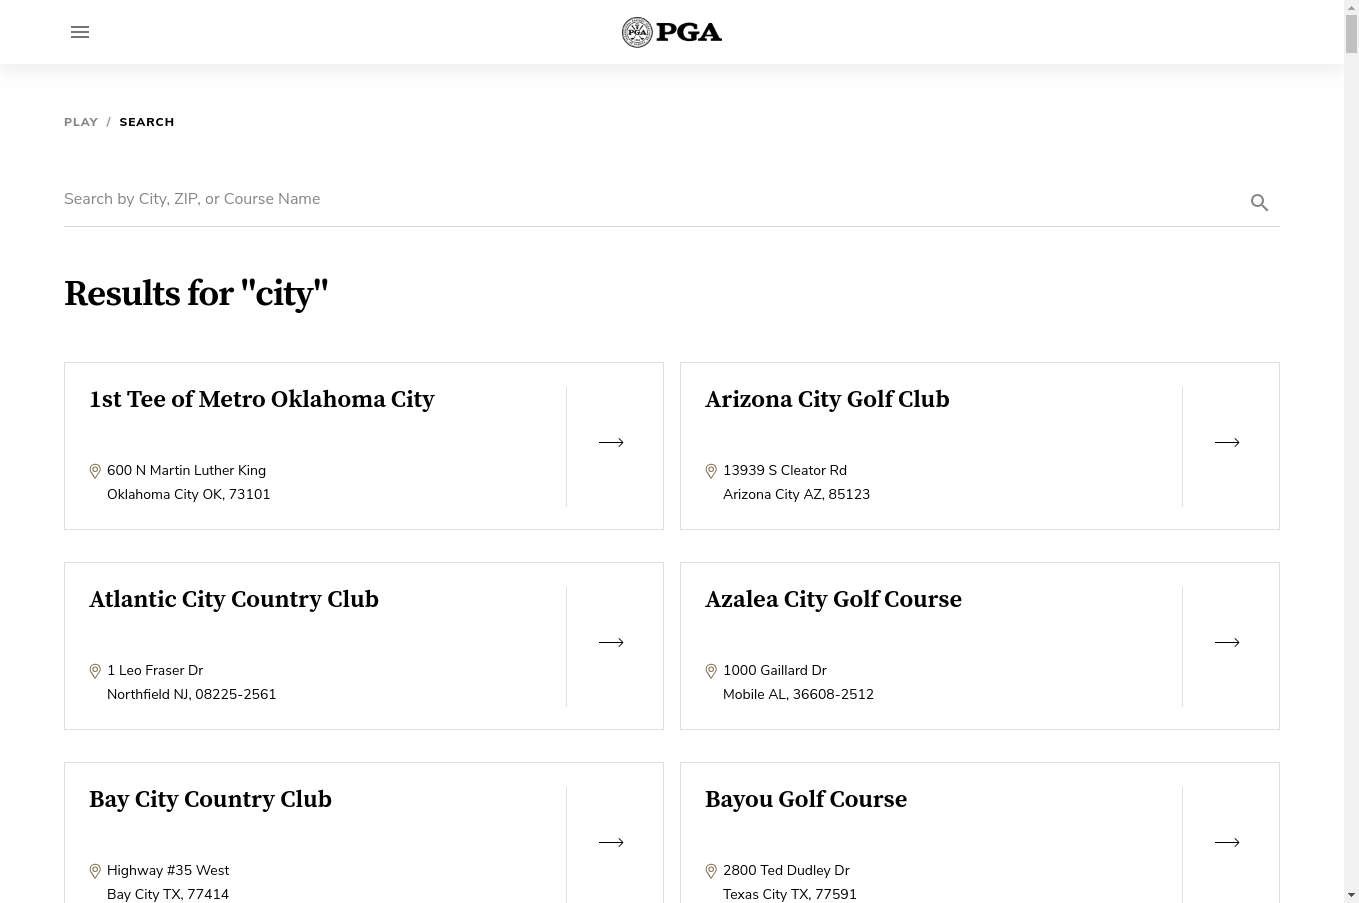 PGA PGA
PLAY / SEARCH
Search by City, ZIP, or Course Name
Results for "city"
1st Tee of Metro Oklahoma City
600 N Martin Luther King
Oklahoma City OK, 73101
Arizona City Golf Club
13939 S Cleator Rd
Arizona City AZ, 85123
Atlantic City Country Club
1 Leo Fraser Dr
Northfield NJ, 08225-2561
Azalea City Golf Course
1000 Gaillard Dr
Mobile AL, 36608-2512
Bay City Country Club
Highway #35 West
Bay City TX, 77414
Bayou Golf Course
2800 Ted Dudley Dr
Texas City TX, 77591